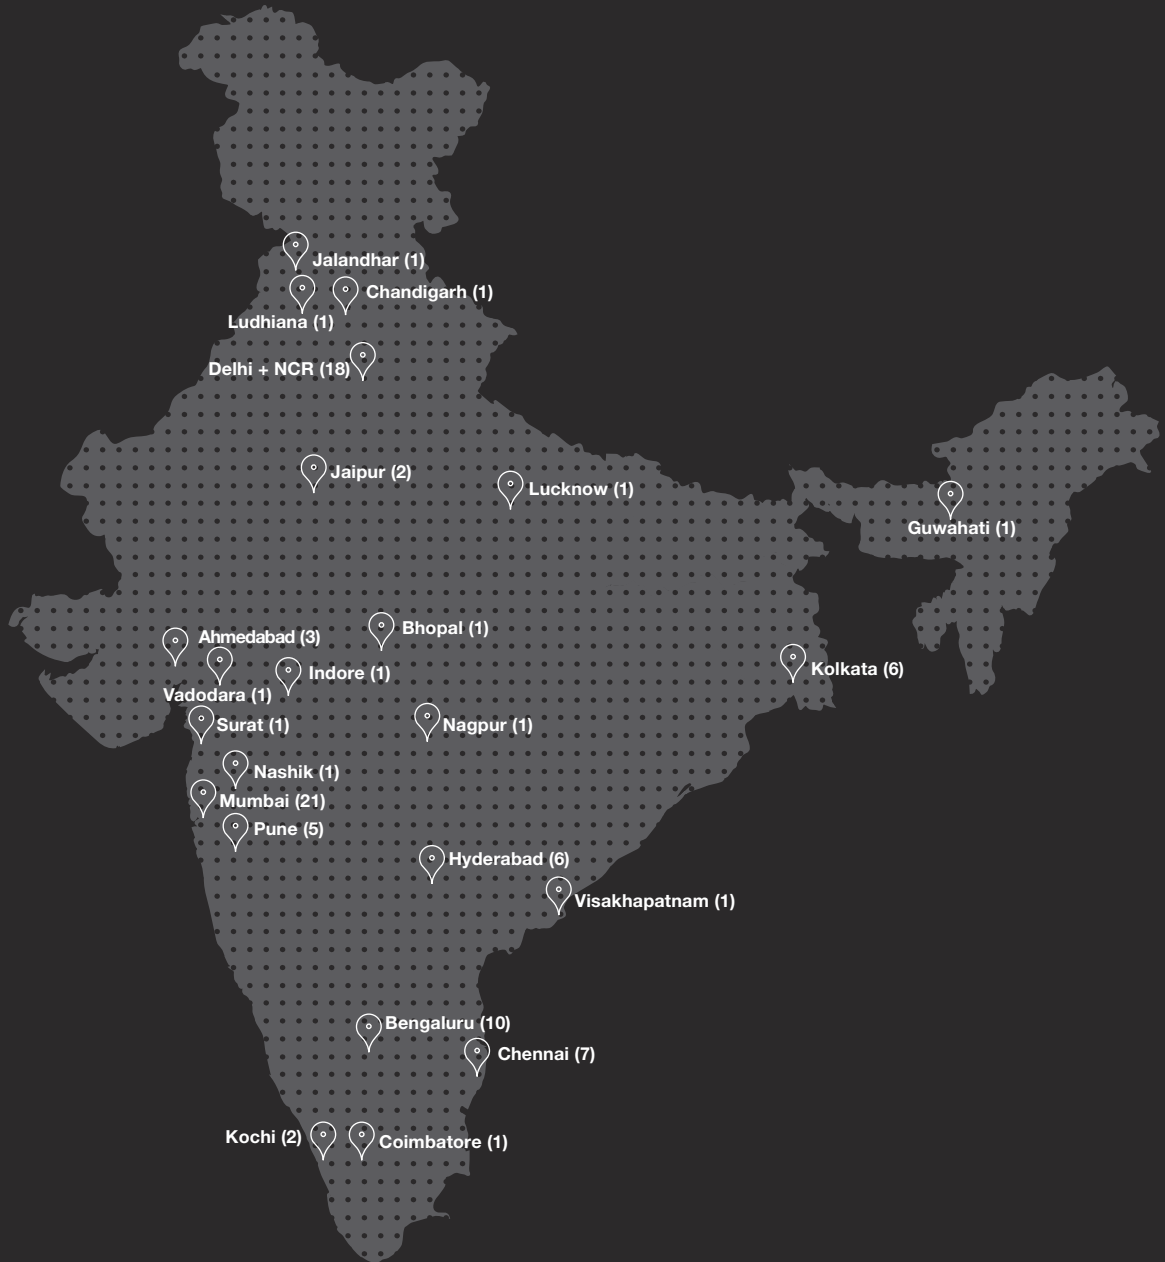 Jalandhar (1)
Chandigarh (1)
Ludhiana (1)
Delhi + NCR (18)
Jaipur (2)
Lucknow (1)
Guwahati (1)
Bhopal (1)
Ahmedabad (3)
Kolkata (6)
Indore (1)
Vadodara (1)
Surat (1)
Nagpur (1)
Nashik (1)
Mumbai (21)
Pune (5)
Hyderabad (6)
Visakhapatnam (1)
Bengaluru (10)
Chennai (7)
Kochi (2)
Coimbatore (1)